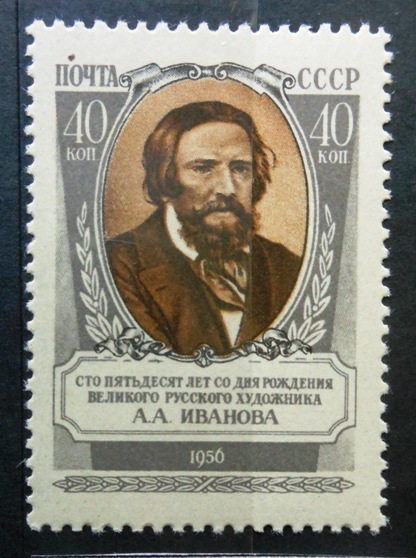 ПОЧТА СССР
40 40
КОП КОП
СТО ПЯТЬДЕСЯТ ЛЕТ СО ДНЯ РОЖДЕНИЯ
ВЕЛИКОГО РУССКОГО ХУДОЖНИКА
А.А. ИВАНОВА
1956